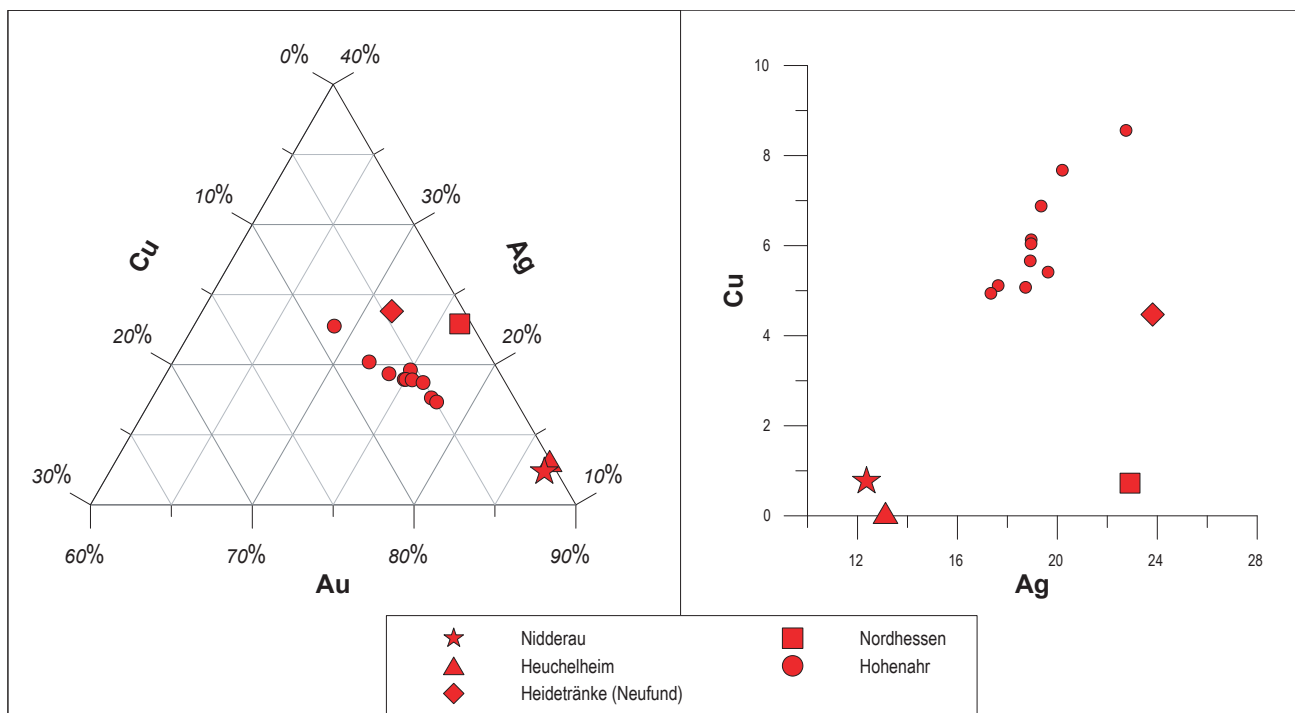 0% 40%
10% 30%
Cu Ag
20% 20%
30% 10%
60% 70% 80% 90%
Au
10
8
6
Cu
4
2
0
12 16 20 24 28
Ag
Nidderau
Heuchelheim
Heidetränke (Neufund)
Nordhessen
Hohenahr